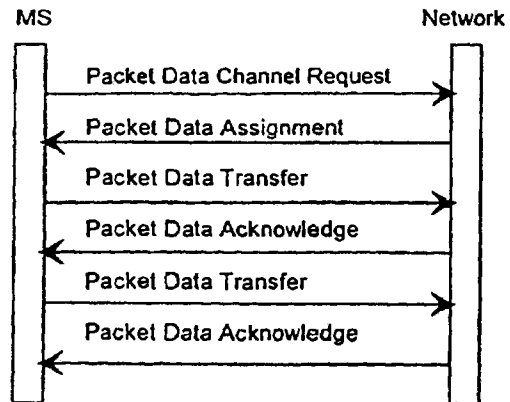 MS Network
Packet Data Channel Request
Packet Data Assignment
Packet Data Transfer
Packet Data Acknowledge
Packet Data Transfer
Packet Data Acknowledge